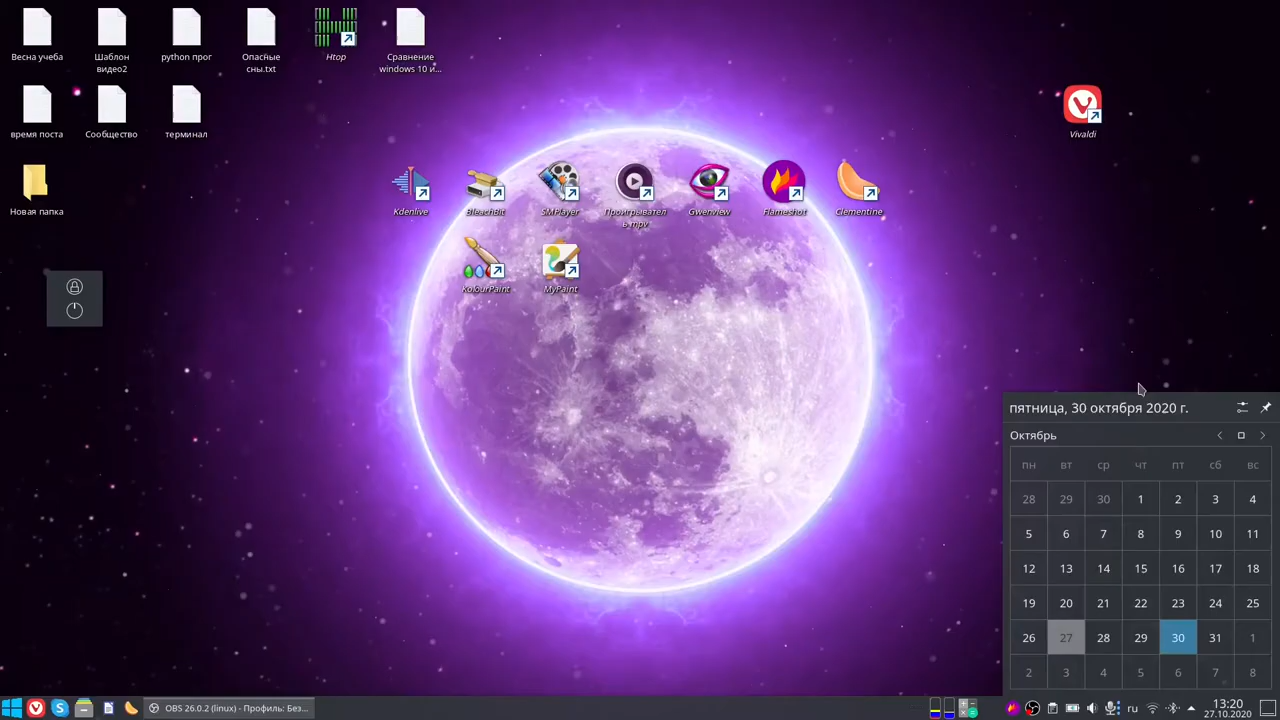 Весна учеба
Шаблон
видео2
python прог
Опасные
сны.txt
Htop
Сравнение
windows 10 и...
время поста
Сообщество
терминал
Vivaldi
Новая папка
Kdenlive
BleachBit
SMPlayer
Проигрывател
ь mpv
Gwenview
Flameshot
Clementine
KolourPaint
MyPaint
пятница, 30 октября 2020 г.
Октябрь
пн вт ср чт пт сб вс
28 29 30 1 2 3 4
5 6 7 8 9 10 11
12 13 14 15 16 17 18
19 20 21 22 23 24 25
26 27 28 29 30 31 1
2 3 4 5 6 7 8
OBS 26.0.2 (linux) - Профиль: Без...
ru
13:20
27.10.2020